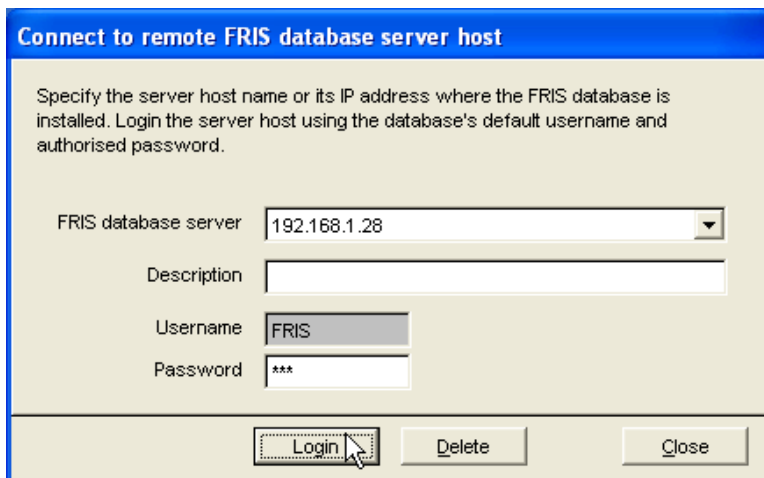 Connect to remote FRIS database server host
Specify the server host name or its IP address where the FRIS database is
installed. Login the server host using the database's default username and
authorised password.
FRIS database server 192.168.1.28
Description
Username FRIS
Password ***
Login Delete Close